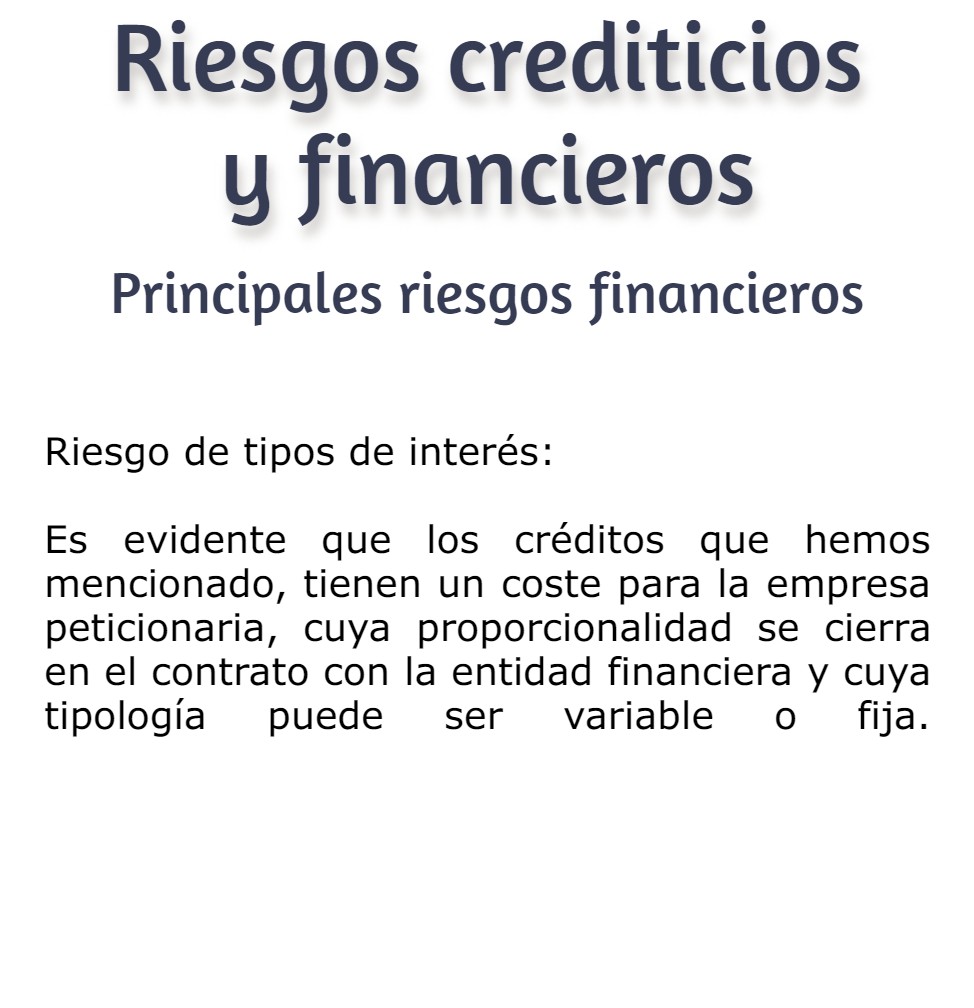 Riesgos crediticios
y financieros
Principales riesgos financieros
Riesgo de tipos de interés:
Es evidente que los créditos que hemos
mencionado, tienen un coste para la empresa
peticionaria, cuya proporcionalidad se cierra
en el contrato con la entidad financiera y cuya
tipología puede ser variable o fija.